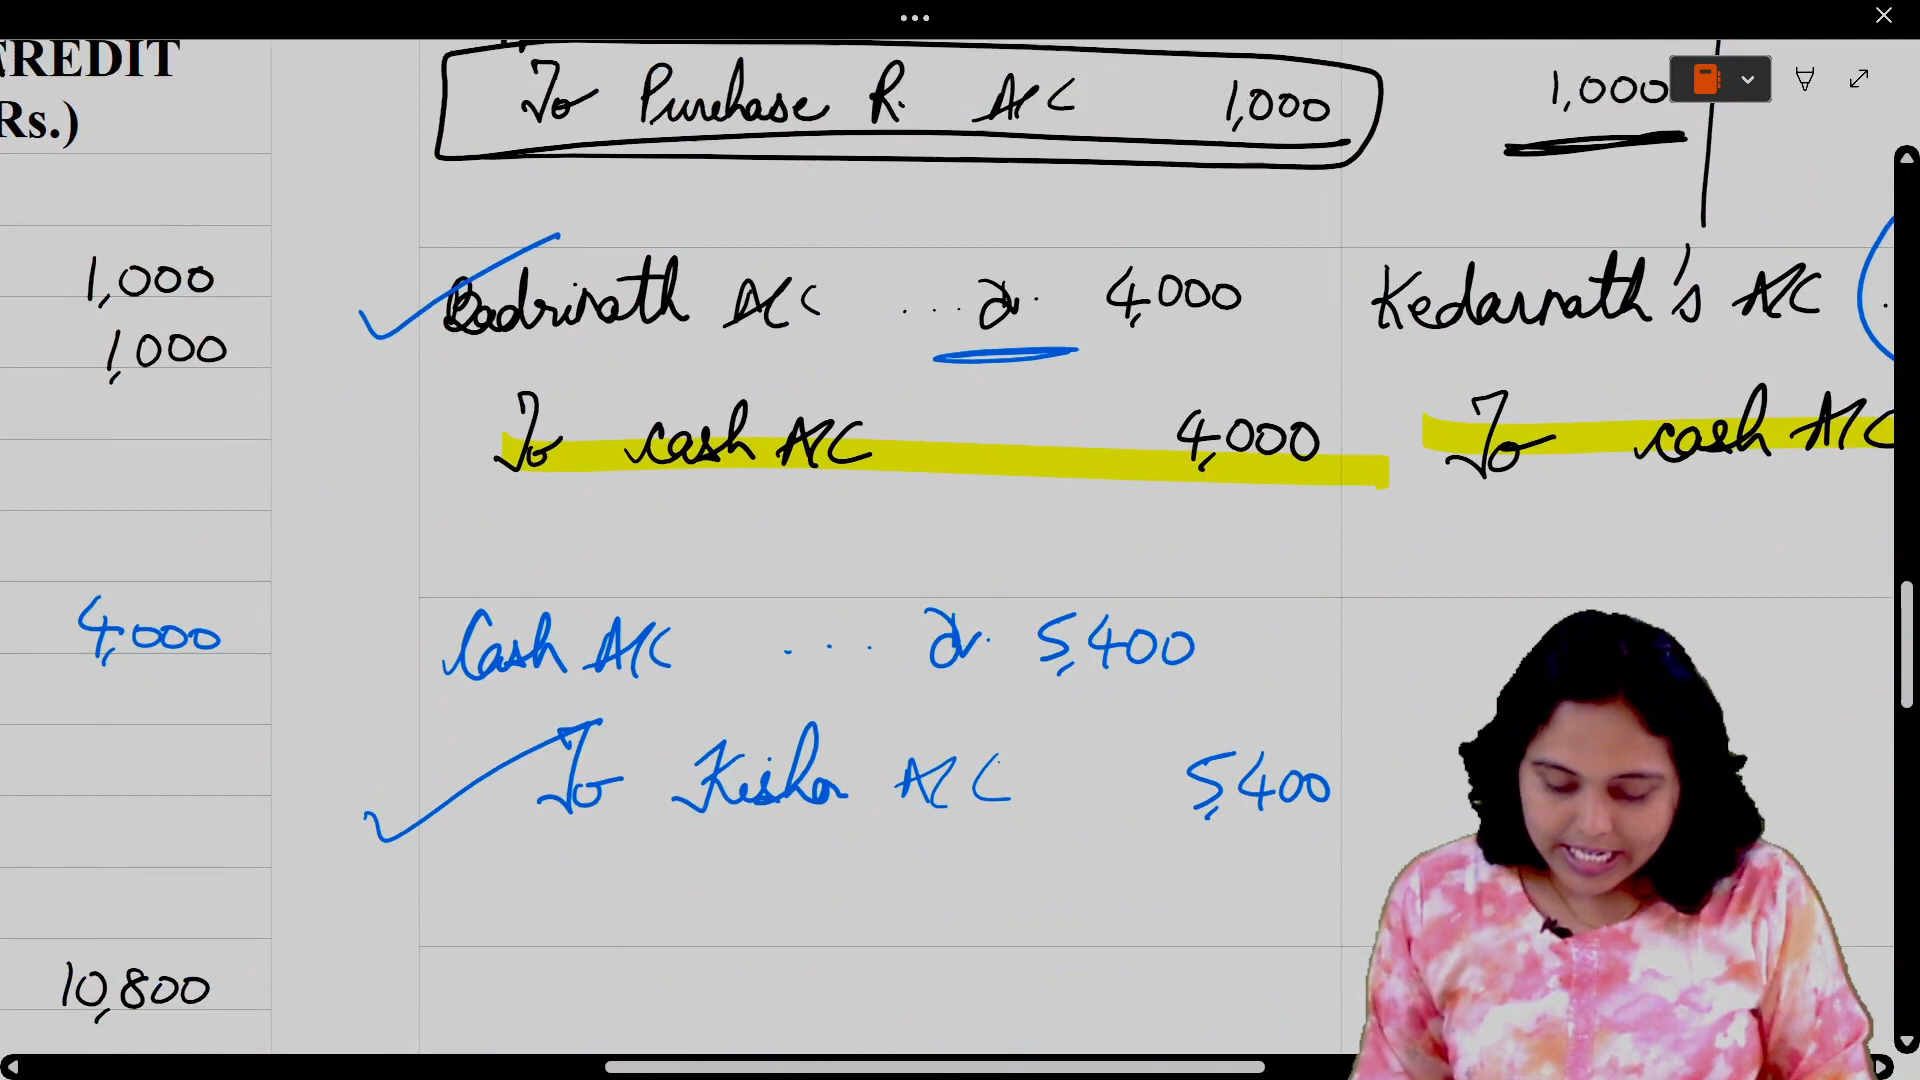 CREDIT
Rs.)
1,000
1,000
4,000
10,800
To Purchase R. A/C 1,000
1,000
Badrinath A/C ... dr. 4,000
To cash A/C 4,000
Kedarnath's A/C
To cash A/C
Cash A/C ... dr. 5,400
To Kishor A/C 5,400